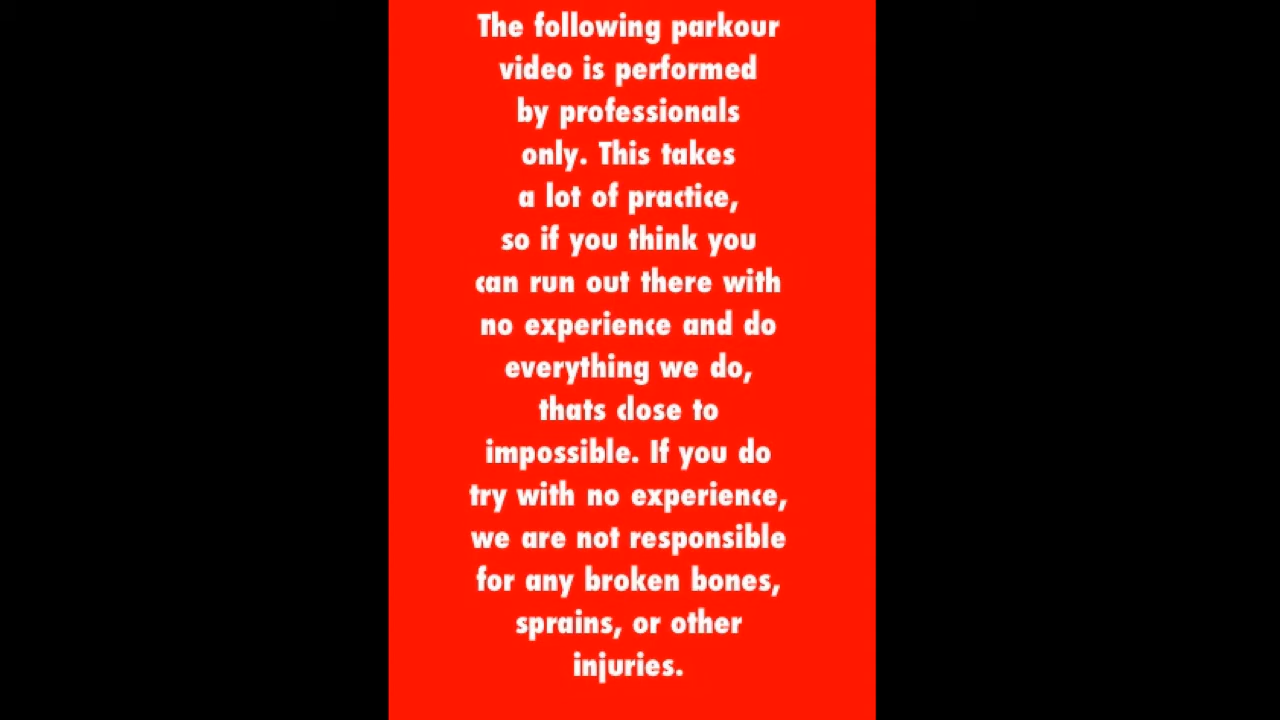 The following parkour
video is performed
by professionals
only. This takes
a lot of practice,
so if you think you
can run out there with
no experience and do
everything we do,
thats close to
impossible. If you do
try with no experience,
we are not responsible
for any broken bones,
sprains, or other
injuries.